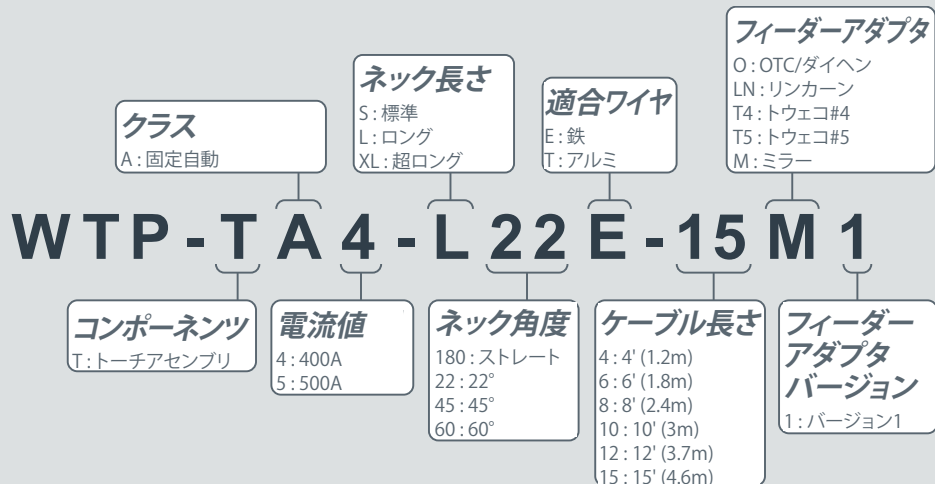 フィーダーアダプタ
O : OTC/ダイヘン
LN : リンカーン
T4 : トウェコ#4
T5 : トウェコ#5
M : ミラー
ネック長さ
S : 標準
L : ロング
XL : 超ロング
適合ワイヤ
E : 鉄
T : アルミ
クラス
A : 固定自動
WTP-TA4-L22E-15M1
コンポーネンツ
T : トーチアセンブリ
電流値
4 : 400A
5 : 500A
ネック角度
180 : ストレート
22 : 22°
45 : 45°
60 : 60°
ケーブル長さ
4 : 4' (1.2m)
6 : 6' (1.8m)
8 : 8' (2.4m)
10 : 10' (3m)
12 : 12' (3.7m)
15 : 15' (4.6m)
フィーダー
アダプタ
バージョン
1 : バージョン1